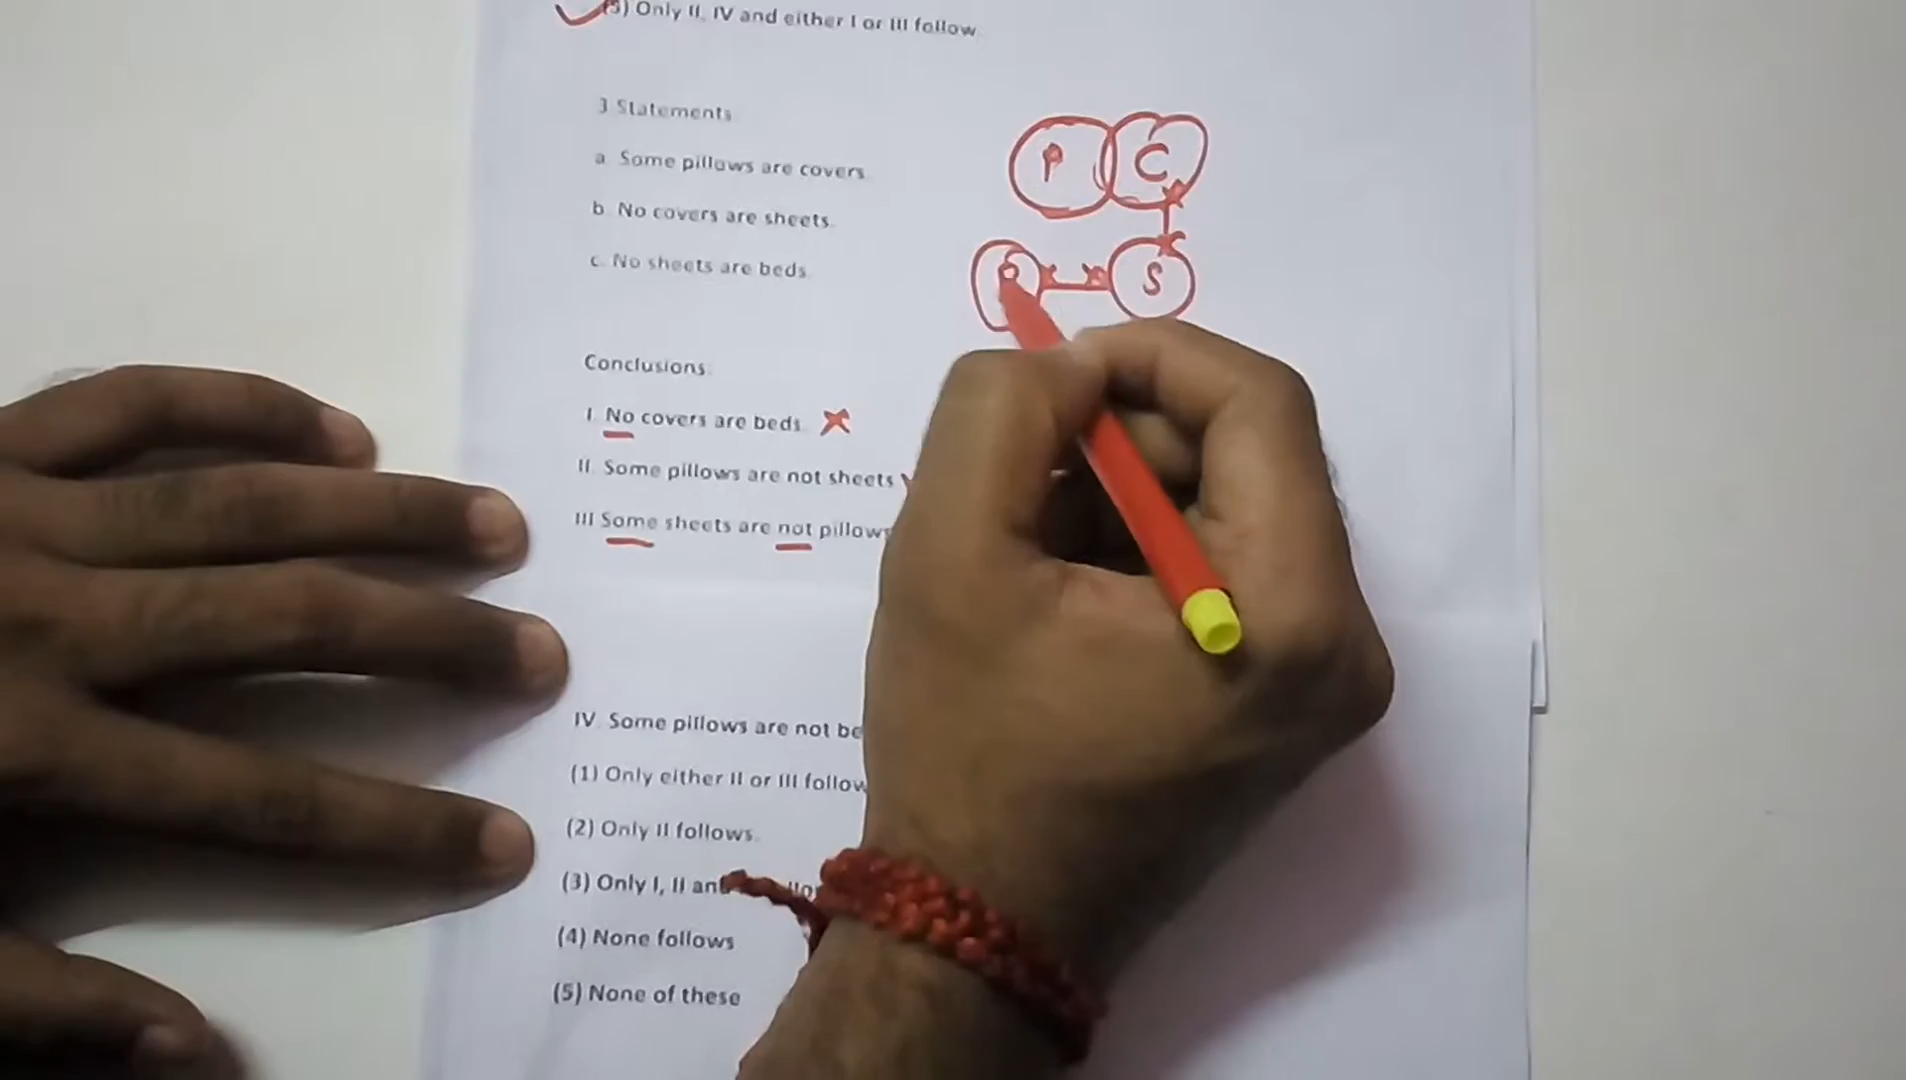 (5) Only II, IV and either I or III follow.
3 Statements
a. Some pillows are covers.
P C
b. No covers are sheets.
c. No sheets are beds.
S
Conclusions:
I. No covers are beds.
II. Some pillows are not sheets
III Some sheets are not pillows
IV. Some pillows are not
(1) Only either II or III follow
(2) Only II follows.
(3) Only I, II and
(4) None follows
(5) None of these